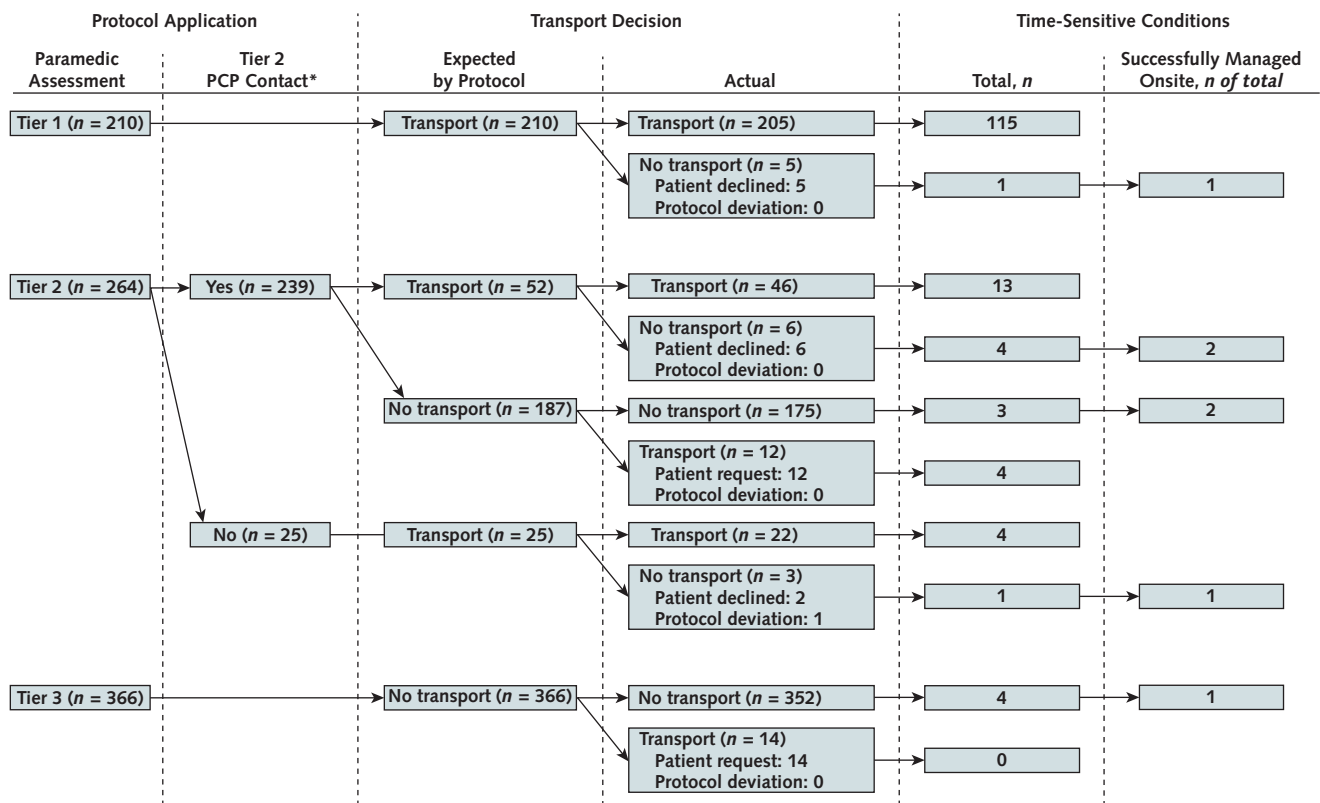 Protocol Application Transport Decision Time-Sensitive Conditions
Paramedic Assessment
Tier 2 PCP Contact*
Expected by Protocol
Actual
Total, n
Successfully Managed Onsite, n of total
Tier 1 (n = 210)
Transport (n = 210)
Transport (n = 205)
115
No transport (n = 5)
Patient declined: 5
Protocol deviation: 0
1
1
Tier 2 (n = 264)
Yes (n = 239)
Transport (n = 52)
Transport (n = 46)
13
No transport (n = 6)
Patient declined: 6
Protocol deviation: 0
4
2
No transport (n = 187)
No transport (n = 175)
3
2
Transport (n = 12)
Patient request: 12
Protocol deviation: 0
4
No (n = 25)
Transport (n = 25)
Transport (n = 22)
4
No transport (n = 3)
Patient declined: 2
Protocol deviation: 1
1
1
Tier 3 (n = 366)
No transport (n = 366)
No transport (n = 352)
4
1
Transport (n = 14)
Patient request: 14
Protocol deviation: 0
0